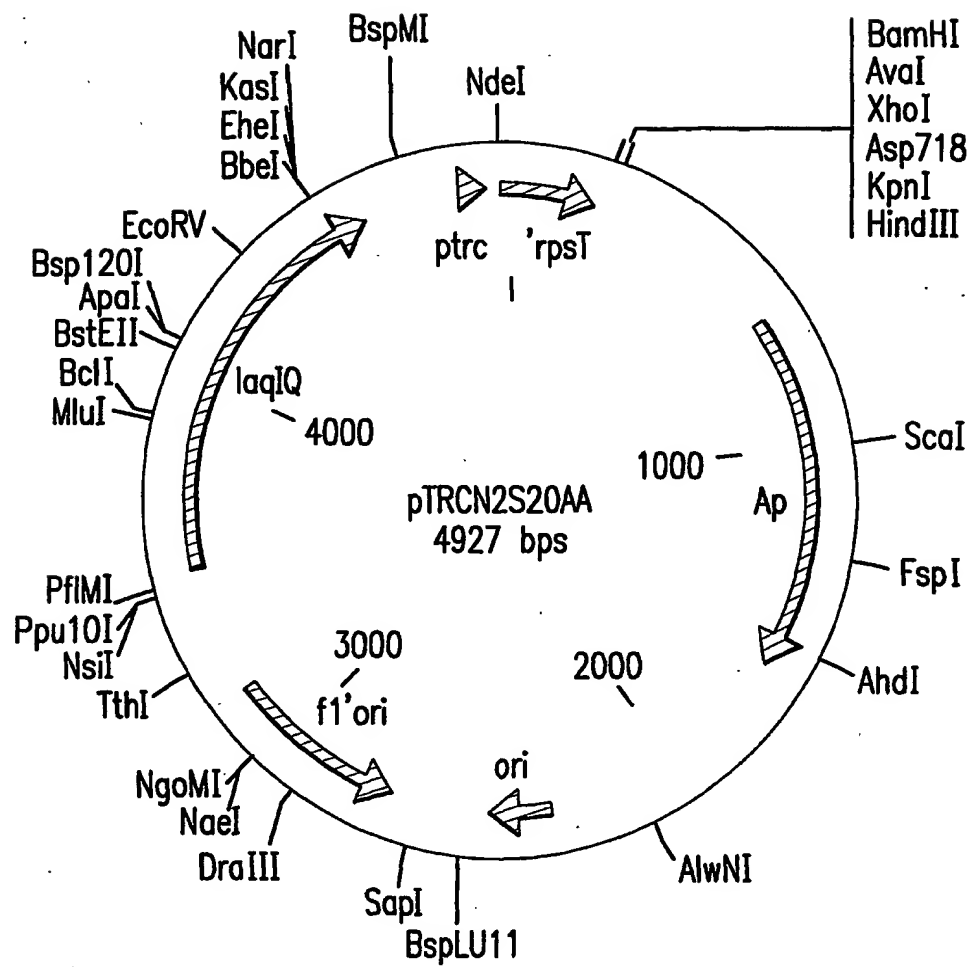 BspMI
NarI
KasI
EheI
BbeI
NdeI
BamHI
AvaI
XhoI
Asp718
KpnI
HindIII
EcoRV
Bsp120I
ApaI
BstEII
BclI
MluI
ptrc
'rpsT
laqIQ
4000
1000
ScaI
pTRCN2S20AA
4927 bps
Ap
FspI
PflMI
Ppu10I
NsiI
TthI
3000
f1'ori
2000
AhdI
NgoMI
NaeI
DraIII
ori
AlwNI
SapI
BspLU11